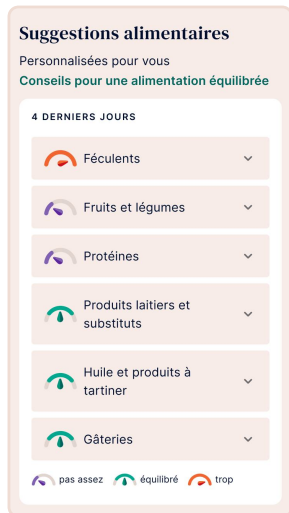 Suggestions alimentaires
Personnalisées pour vous
Conseils pour une alimentation équilibrée
4 DERNIERS JOURS
Féculents
Fruits et légumes
Protéines
Produits laitiers et
substituts
Huile et produits à
tartiner
Gâteries
pas assez équilibré trop